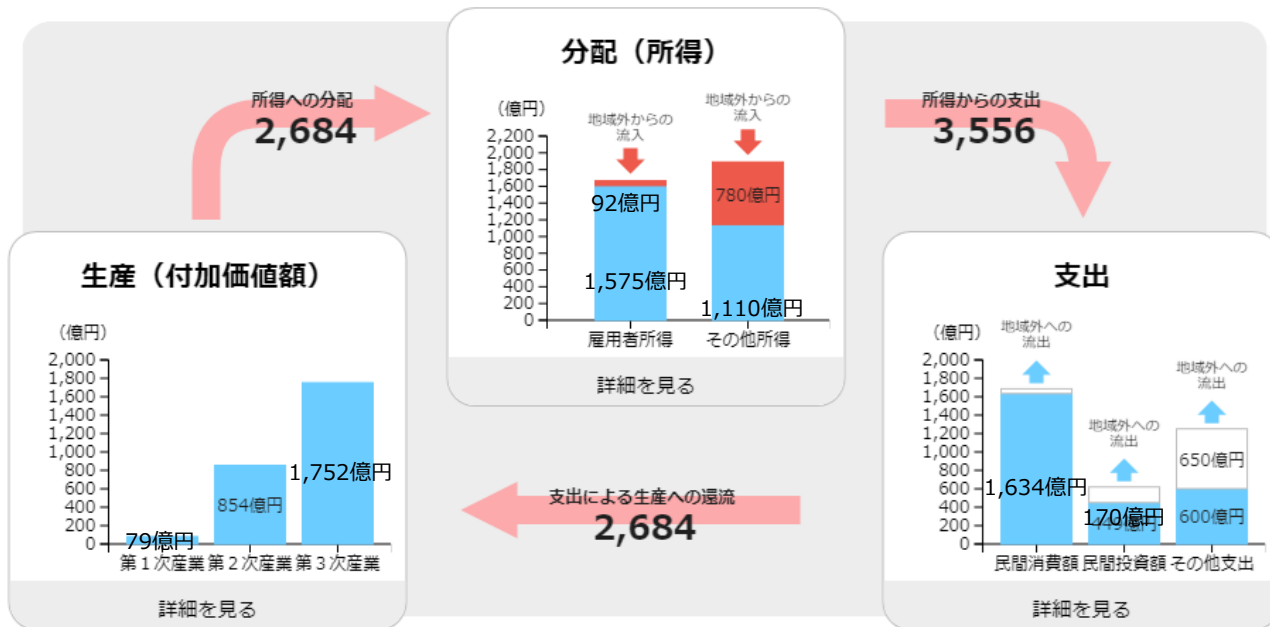 分配（所得）
所得への分配
2,684
所得からの支出
3,556
（億円）
地域外からの
流入
地域外からの
流入
2,200
2,000
1,800
1,600
1,400
1,200
1,000
800
600
400
200
0
92億円
1,575億円
780億円
1,110億円
雇用者所得
その他所得
詳細を見る
生産（付加価値額）
（億円）
2,000
1,800
1,600
1,400
1,200
1,000
800
600
400
200
0
79億円
854億円
1,752億円
第１次産業
第２次産業
第３次産業
詳細を見る
支出による生産への還流
2,684
支出
（億円）
地域外への
流出
地域外への
流出
地域外への
流出
2,000
1,800
1,600
1,400
1,200
1,000
800
600
400
200
0
1,634億円
170億円
650億円
600億円
民間消費額
民間投資額
その他支出
詳細を見る